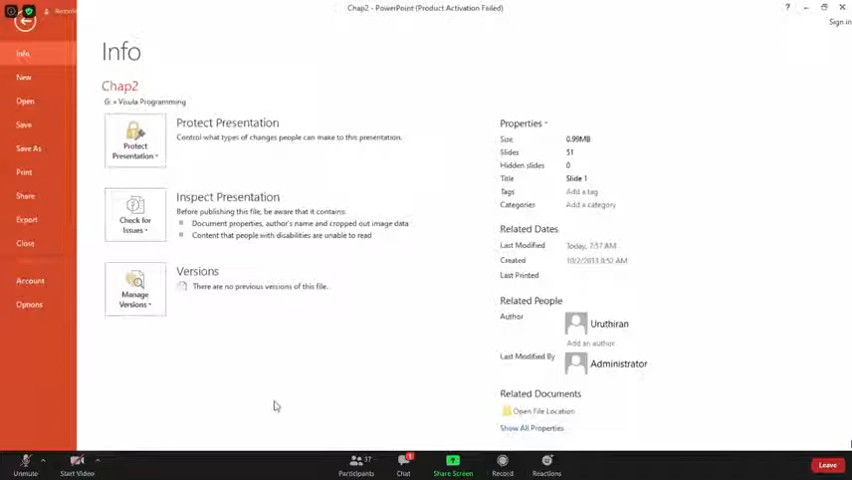 Chap2 - PowerPoint (Product Activation Failed)
Sign in
Info
New
Open
Save
Save As
Print
Share
Export
Close
Account
Options
Info
Chap2
G: » Visula Programming
Protect Presentation
Protect Presentation
Control what types of changes people can make to this presentation.
Check for Issues
Inspect Presentation
Before publishing this file, be aware that it contains:
Document properties, author's name and cropped out image data
Content that people with disabilities are unable to read
Manage Versions
Versions
There are no previous versions of this file.
Properties
Size 0.99MB
Slides 51
Hidden slides 0
Title Slide 1
Tags Add a tag
Categories Add a category
Related Dates
Last Modified Today, 7:57 AM
Created 10/2/2013 9:52 AM
Last Printed
Related People
Author Uruthiran
Add an author
Last Modified By Administrator
Related Documents
Open File Location
Show All Properties
Unmute
Start Video
37
Participants
1
Chat
Share Screen
Record
Reactions
Leave